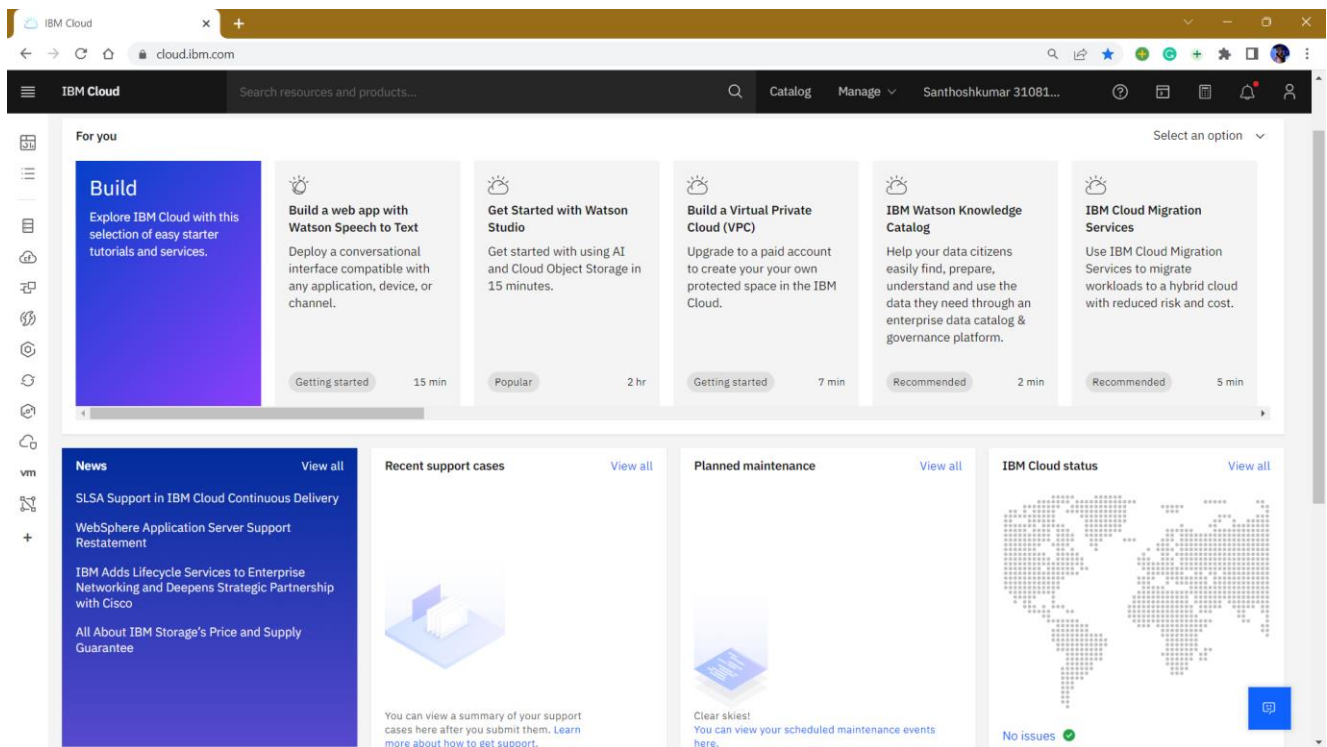 IBM Cloud
cloud.ibm.com
IBM Cloud
Search resources and products...
Catalog
Manage
Santhoshkumar 31081...
For you
Select an option
Build
Explore IBM Cloud with this
selection of easy starter
tutorials and services.
Build a web app with
Watson Speech to Text
Deploy a conversational
interface compatible with
any application, device, or
channel.
Getting started
15 min
Get Started with Watson
Studio
Get started with using AI
and Cloud Object Storage in
15 minutes.
Popular
2 hr
Build a Virtual Private
Cloud (VPC)
Upgrade to a paid account
to create your your own
protected space in the IBM
Cloud.
Getting started
7 min
IBM Watson Knowledge
Catalog
Help your data citizens
easily find, prepare,
understand and use the
data they need through an
enterprise data catalog &
governance platform.
Recommended
2 min
IBM Cloud Migration
Services
Use IBM Cloud Migration
Services to migrate
workloads to a hybrid cloud
with reduced risk and cost.
Recommended
5 min
vm
News
View all
SLSA Support in IBM Cloud Continuous Delivery
WebSphere Application Server Support
Restatement
IBM Adds Lifecycle Services to Enterprise
Networking and Deepens Strategic Partnership
with Cisco
All About IBM Storage's Price and Supply
Guarantee
Recent support cases
View all
You can view a summary of your support
cases here after you submit them. Learn
more about how to get support.
Planned maintenance
View all
Clear skies!
You can view your scheduled maintenance events
here.
IBM Cloud status
View all
No issues